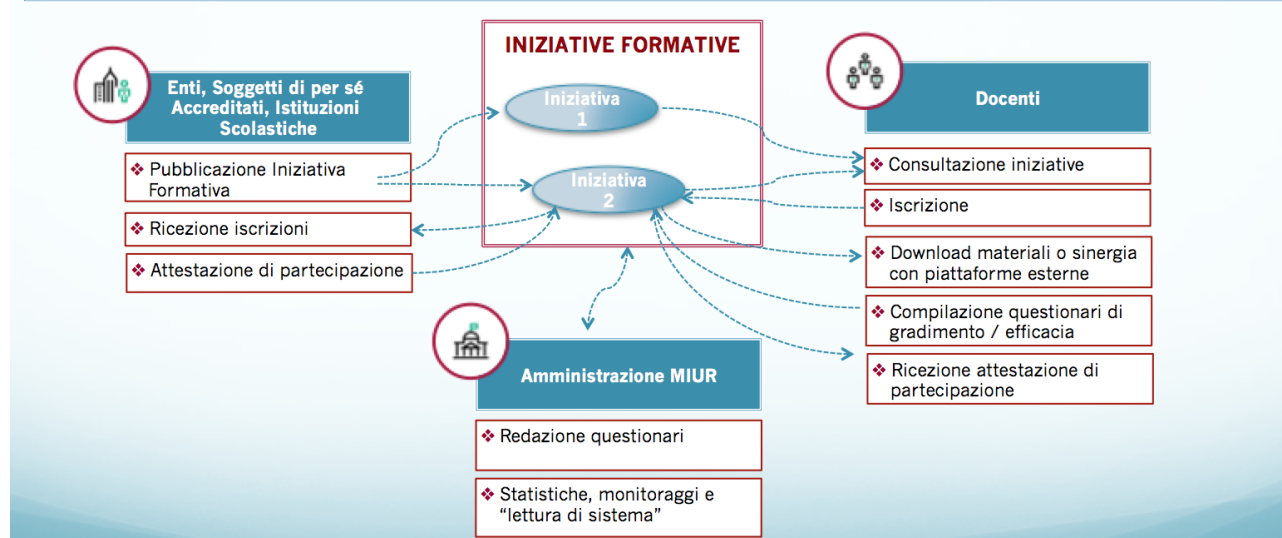 INIZIATIVE FORMATIVE
Enti, Soggetti di per sé
Accreditati, Istituzioni
Scolastiche
❖ Pubblicazione Iniziativa
Formativa
❖ Ricezione iscrizioni
❖ Attestazione di partecipazione
Iniziativa
1
Iniziativa
2
Docenti
❖ Consultazione iniziative
❖ Iscrizione
❖ Download materiali o sinergia
con piattaforme esterne
❖ Compilazione questionari di
gradimento / efficacia
❖ Ricezione attestazione di
partecipazione
Amministrazione MIUR
❖ Redazione questionari
❖ Statistiche, monitoraggi e
“lettura di sistema”